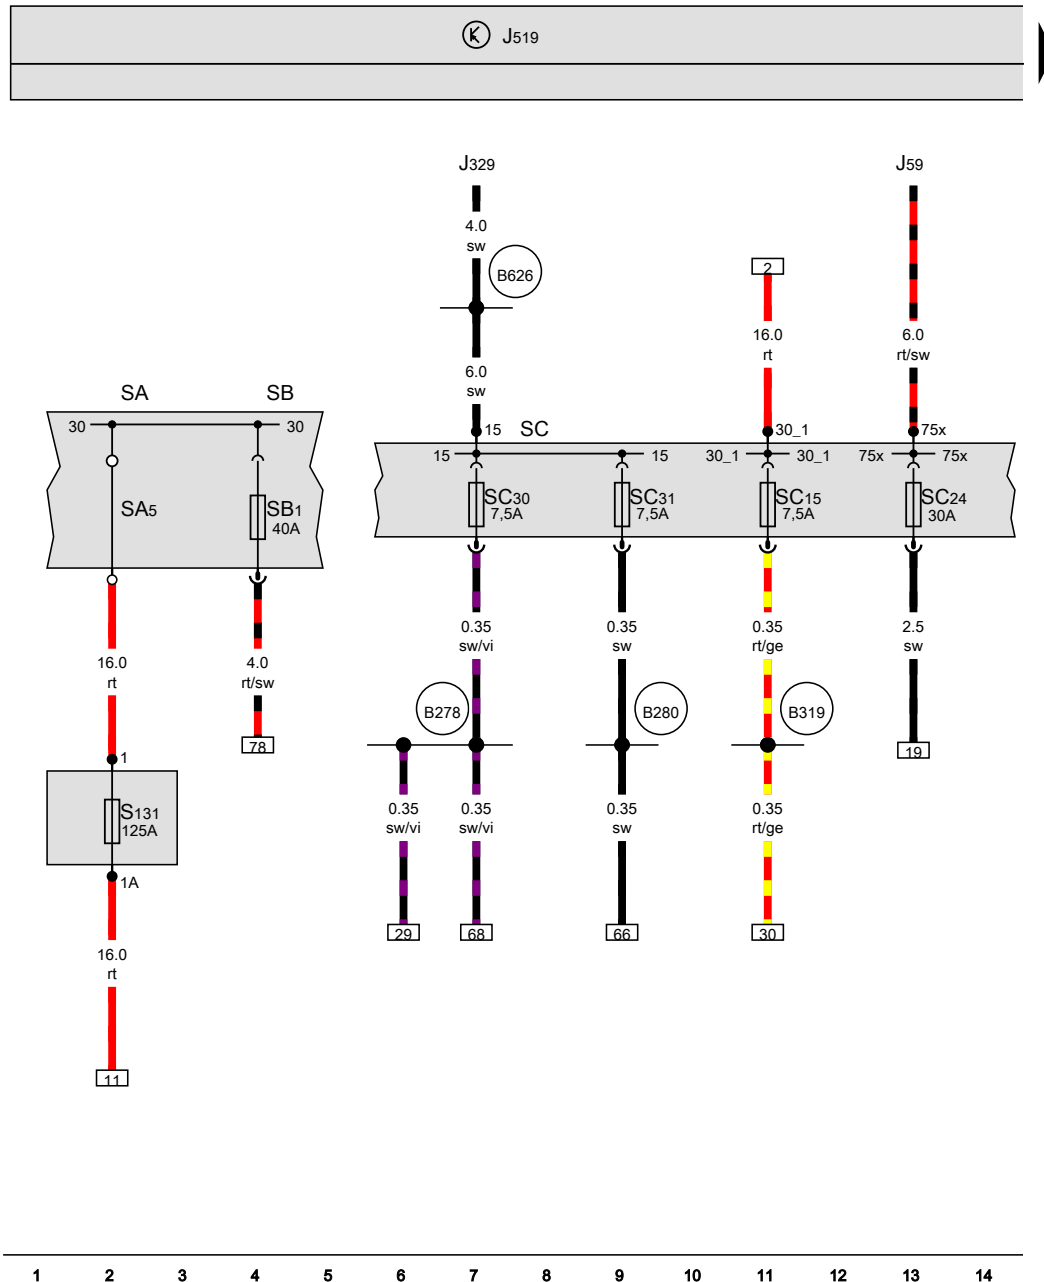 J519
J329
J59
4.0
sw
B626
2
16.0
rt
6.0
rt/sw
6.0
sw
SA
SB
30
30
15
SC
30_1
75x
15
15
30_1
30_1
75x
75x
SA5
SB1
40A
SC30
7,5A
SC31
7,5A
SC15
7,5A
SC24
30A
16.0
rt
4.0
rt/sw
0.35
sw/vi
0.35
sw
0.35
rt/ge
2.5
sw
B278
B280
B319
78
19
1
S131
125A
0.35
sw/vi
0.35
sw/vi
0.35
sw
0.35
rt/ge
1A
29
68
66
30
16.0
rt
11
1 2 3 4 5 6 7 8 9 10 11 12 13 14